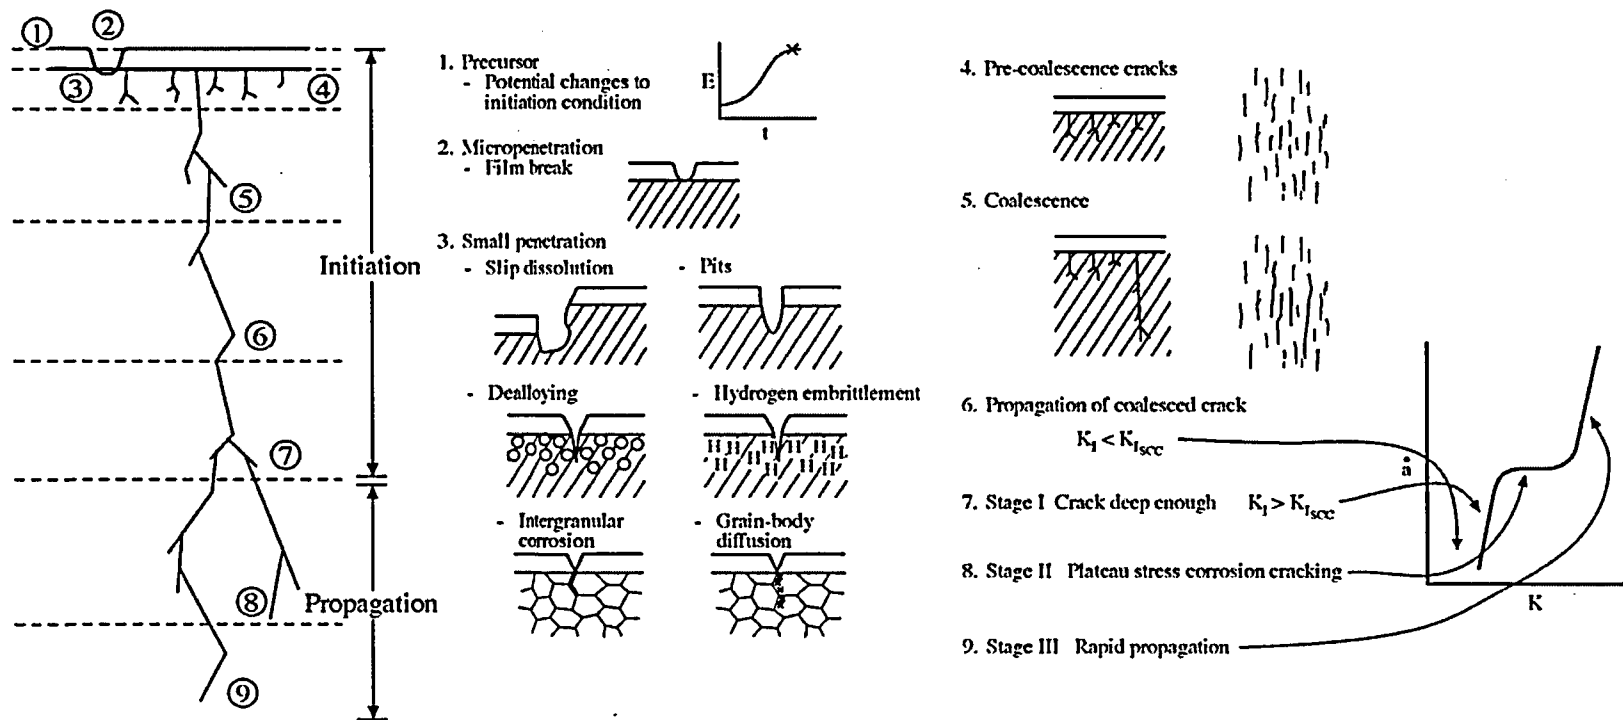 ①
②
③
④
⑤
⑥
⑦
⑧
⑨
Initiation
Propagation
1. Precursor
- Potential changes to
initiation condition
E
t
2. Micropenetration
- Film break
3. Small penetration
- Slip dissolution
- Pits
- Dealloying
- Hydrogen embrittlement
H H H H H H
H H H H H
- Intergranular
corrosion
- Grain-body
diffusion
4. Pre-coalescence cracks
5. Coalescence
6. Propagation of coalesced crack
K_I < K_Iscc
7. Stage I Crack deep enough K_I > K_Iscc
8. Stage II Plateau stress corrosion cracking
9. Stage III Rapid propagation
ȧ
K